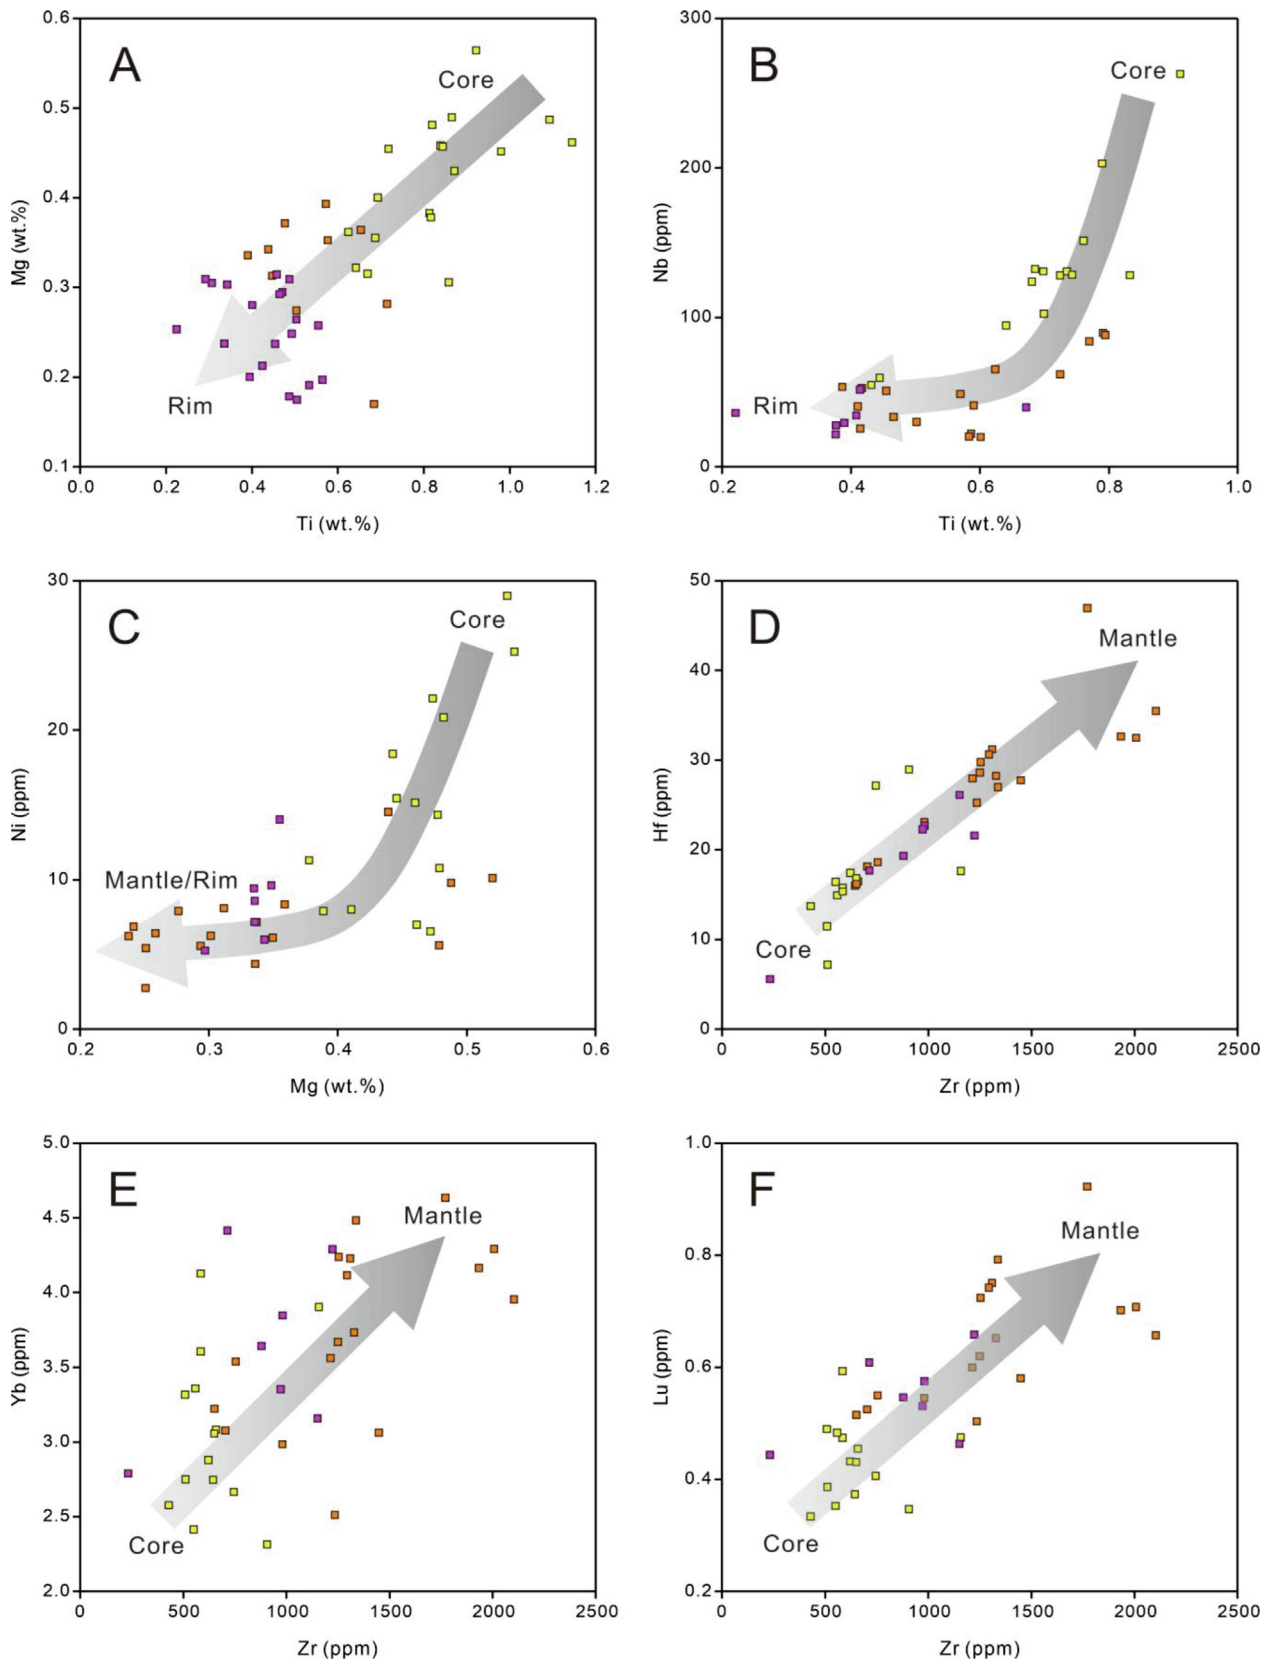 A
Core
Rim
0.6
0.5
0.4
0.3
0.2
0.1
Mg (wt.%)
0.0 0.2 0.4 0.6 0.8 1.0 1.2
Ti (wt.%)
B
Core
Rim
300
200
100
0
Nb (ppm)
0.2 0.4 0.6 0.8 1.0
Ti (wt.%)
C
Core
Mantle/Rim
30
20
10
0
Ni (ppm)
0.2 0.3 0.4 0.5 0.6
Mg (wt.%)
D
Mantle
Core
50
40
30
20
10
0
Hf (ppm)
0 500 1000 1500 2000 2500
Zr (ppm)
E
Mantle
Core
5.0
4.5
4.0
3.5
3.0
2.5
2.0
Yb (ppm)
0 500 1000 1500 2000 2500
Zr (ppm)
F
Mantle
Core
1.0
0.8
0.6
0.4
0.2
Lu (ppm)
0 500 1000 1500 2000 2500
Zr (ppm)